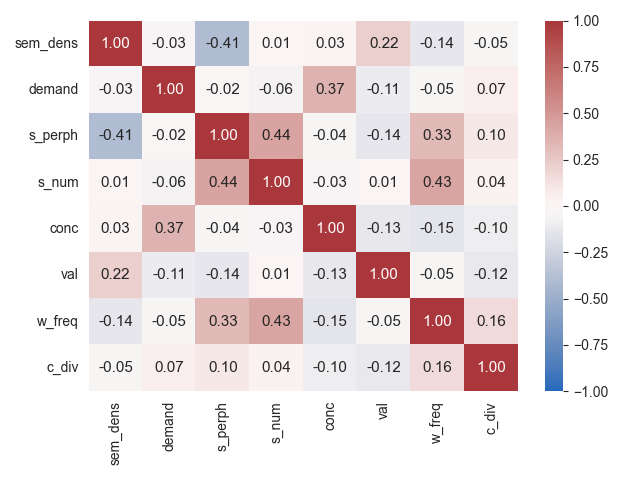 sem_dens 1.00 -0.03 -0.41 0.01 0.03 0.22 -0.14 -0.05
demand -0.03 1.00 -0.02 -0.06 0.37 -0.11 -0.05 0.07
s_perph -0.41 -0.02 1.00 0.44 -0.04 -0.14 0.33 0.10
s_num 0.01 -0.06 0.44 1.00 -0.03 0.01 0.43 0.04
conc 0.03 0.37 -0.04 -0.03 1.00 -0.13 -0.15 -0.10
val 0.22 -0.11 -0.14 0.01 -0.13 1.00 -0.05 -0.12
w_freq -0.14 -0.05 0.33 0.43 -0.15 -0.05 1.00 0.16
c_div -0.05 0.07 0.10 0.04 -0.10 -0.12 0.16 1.00
sem_dens demand s_perph s_num conc val w_freq c_div
1.00
0.75
0.50
0.25
0.00
−0.25
−0.50
−0.75
−1.00